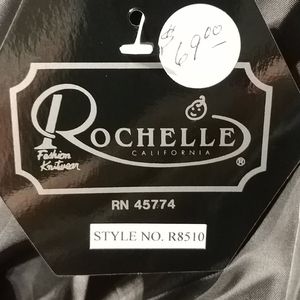 $69.00
ROCHELLE
CALIFORNIA
Fashion
Knitwear
®
RN 45774
STYLE NO. R8510